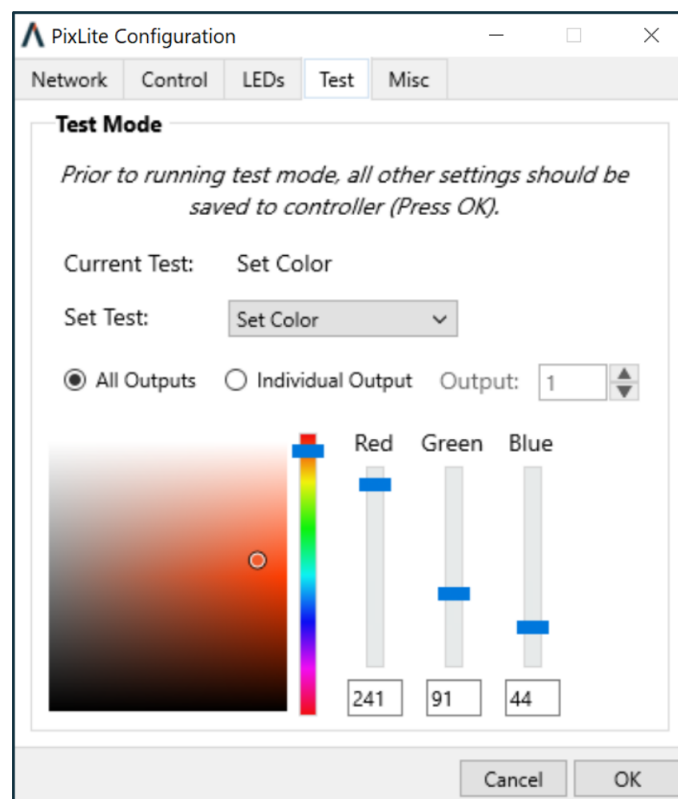 PixLite Configuration
Network Control LEDs Test Misc
Test Mode
Prior to running test mode, all other settings should be
saved to controller (Press OK).
Current Test: Set Color
Set Test: Set Color
All Outputs Individual Output Output: 1
Red Green Blue
241 91 44
Cancel OK